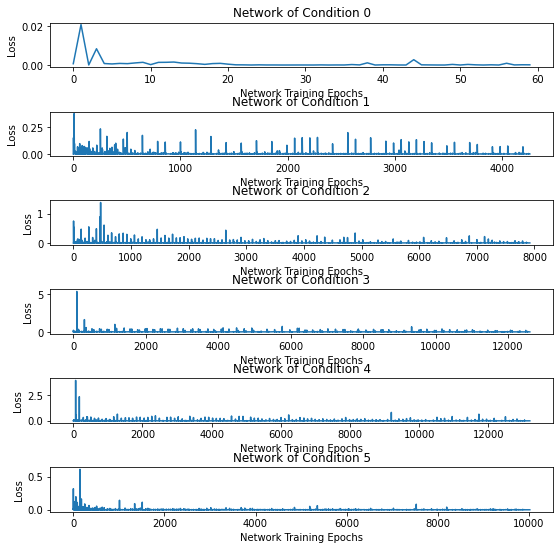 Network of Condition 0
0.02
0.00
Loss
0 10 20 30 40 50 60
Network Training Epochs
Network of Condition 1
0.25
0.00
Loss
0 1000 2000 3000 4000
Network Training Epochs
Network of Condition 2
1
0
Loss
0 1000 2000 3000 4000 5000 6000 7000 8000
Network Training Epochs
Network of Condition 3
5
0
Loss
0 2000 4000 6000 8000 10000 12000
Network Training Epochs
Network of Condition 4
2.5
0.0
Loss
0 2000 4000 6000 8000 10000 12000
Network Training Epochs
Network of Condition 5
0.5
0.0
Loss
0 2000 4000 6000 8000 10000
Network Training Epochs